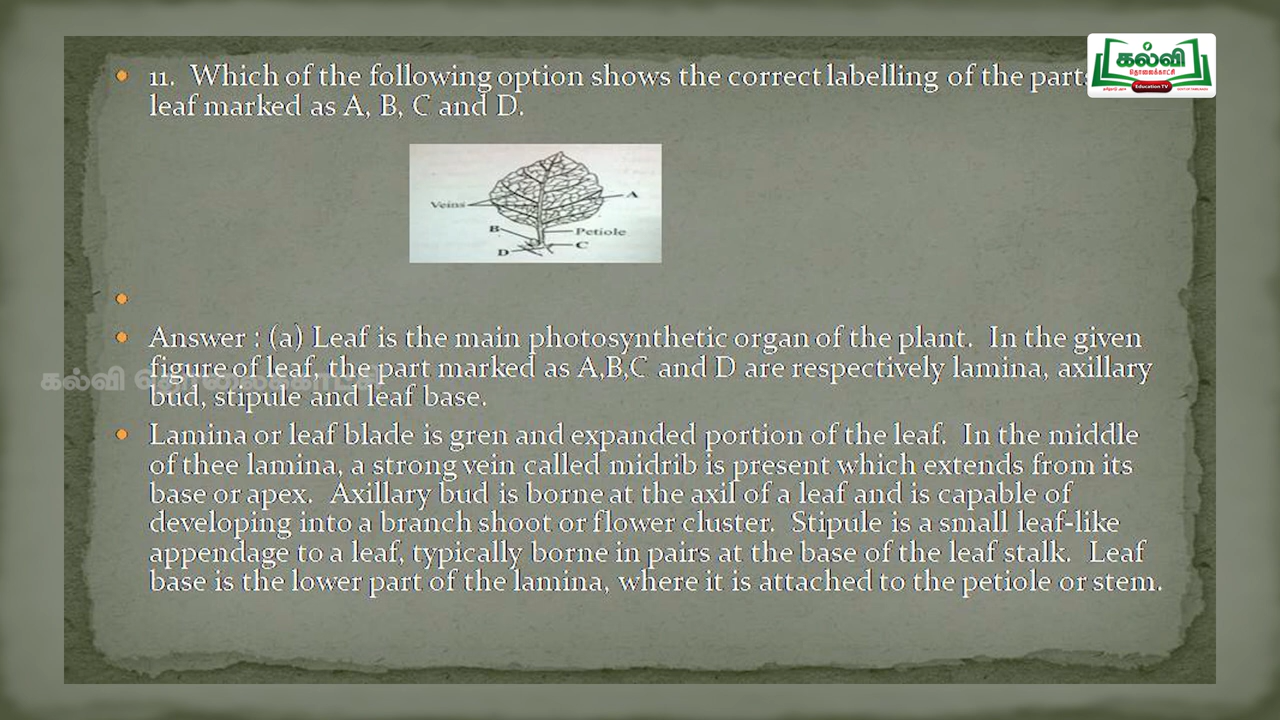 11. Which of the following option shows the correct labelling of the parts
leaf marked as A, B, C and D.
கல்வி
தொலைக்காட்சி
Education TV
Veins
A
B
Petiole
C
D
Answer : (a) Leaf is the main photosynthetic organ of the plant. In the given
figure of leaf, the part marked as A,B,C and D are respectively lamina, axillary
bud, stipule and leaf base.
கல்வி தொலைக்காட்சி
Lamina or leaf blade is gren and expanded portion of the leaf. In the middle
of thee lamina, a strong vein called midrib is present which extends from its
base or apex. Axillary bud is borne at the axil of a leaf and is capable of
developing into a branch shoot or flower cluster. Stipule is a small leaf-like
appendage to a leaf, typically borne in pairs at the base of the leaf stalk. Leaf
base is the lower part of the lamina, where it is attached to the petiole or stem.